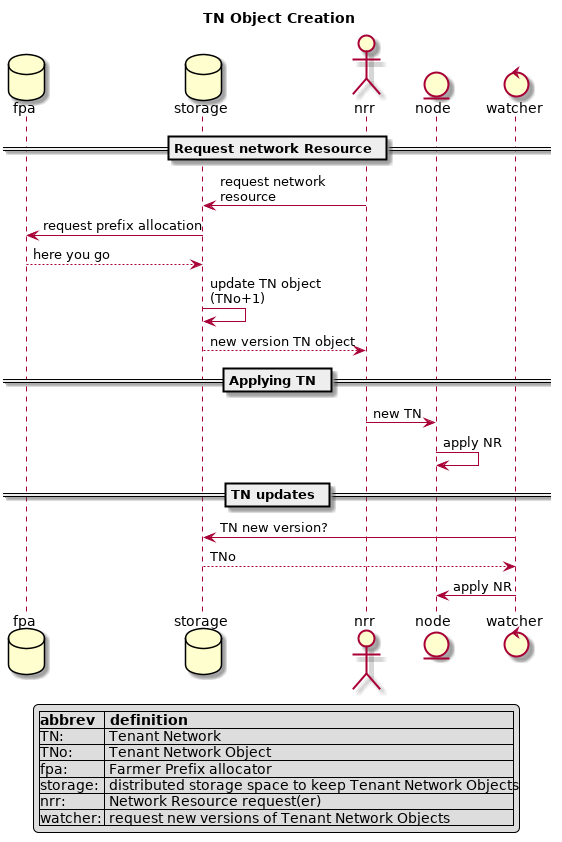 TN Object Creation
fpa storage nrr node watcher
Request network Resource
request network
resource
request prefix allocation
here you go
update TN object
(TNo+1)
new version TN object
Applying TN
new TN
apply NR
TN updates
TN new version?
TNo
apply NR
fpa storage nrr node watcher
abbrev definition
TN: Tenant Network
TNo: Tenant Network Object
fpa: Farmer Prefix allocator
storage: distributed storage space to keep Tenant Network Objects
nrr: Network Resource request(er)
watcher: request new versions of Tenant Network Objects